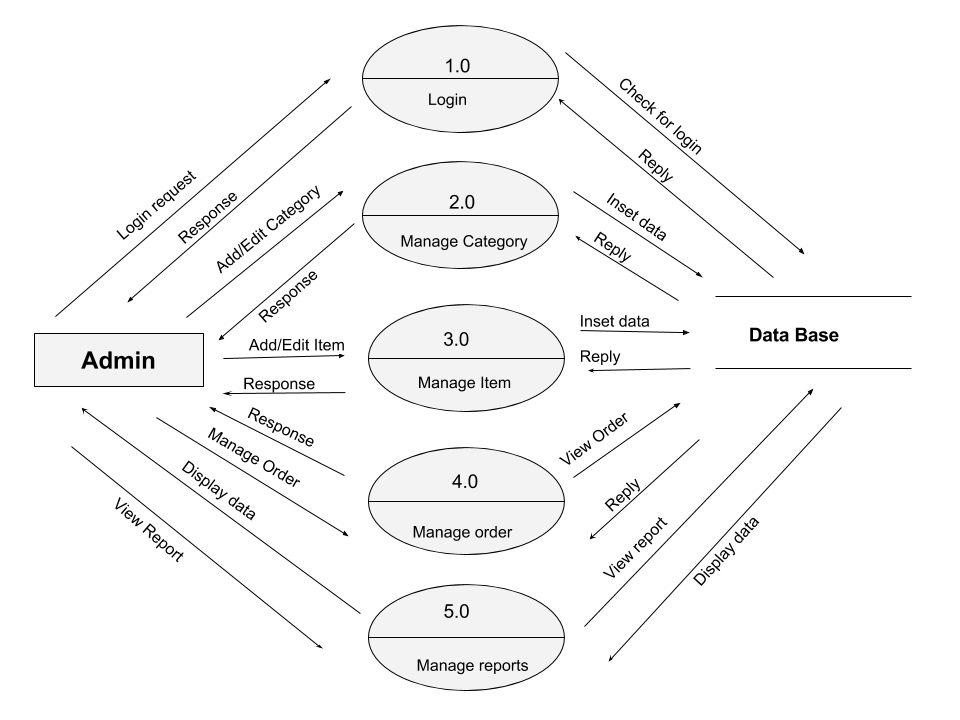 1.0
Login
Check for login
Reply
Login request
Response
2.0
Manage Category
Add/Edit Category
Response
Inset data
Reply
Admin
3.0
Manage Item
Add/Edit Item
Response
Inset data
Reply
Data Base
Response
Manage Order
4.0
Manage order
View Order
Reply
Display data
View Report
5.0
Manage reports
View report
Display data